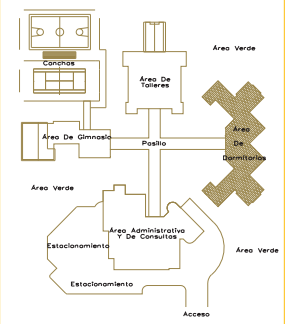 Área Verde
Canchas
Área De
Talleres
Área De Gimnasio
Pasillo
Área
De
Dormitorios
Área Verde
Área Administrativa
Y De Consultas
Estacionamiento
Área Verde
Estacionamiento
Acceso